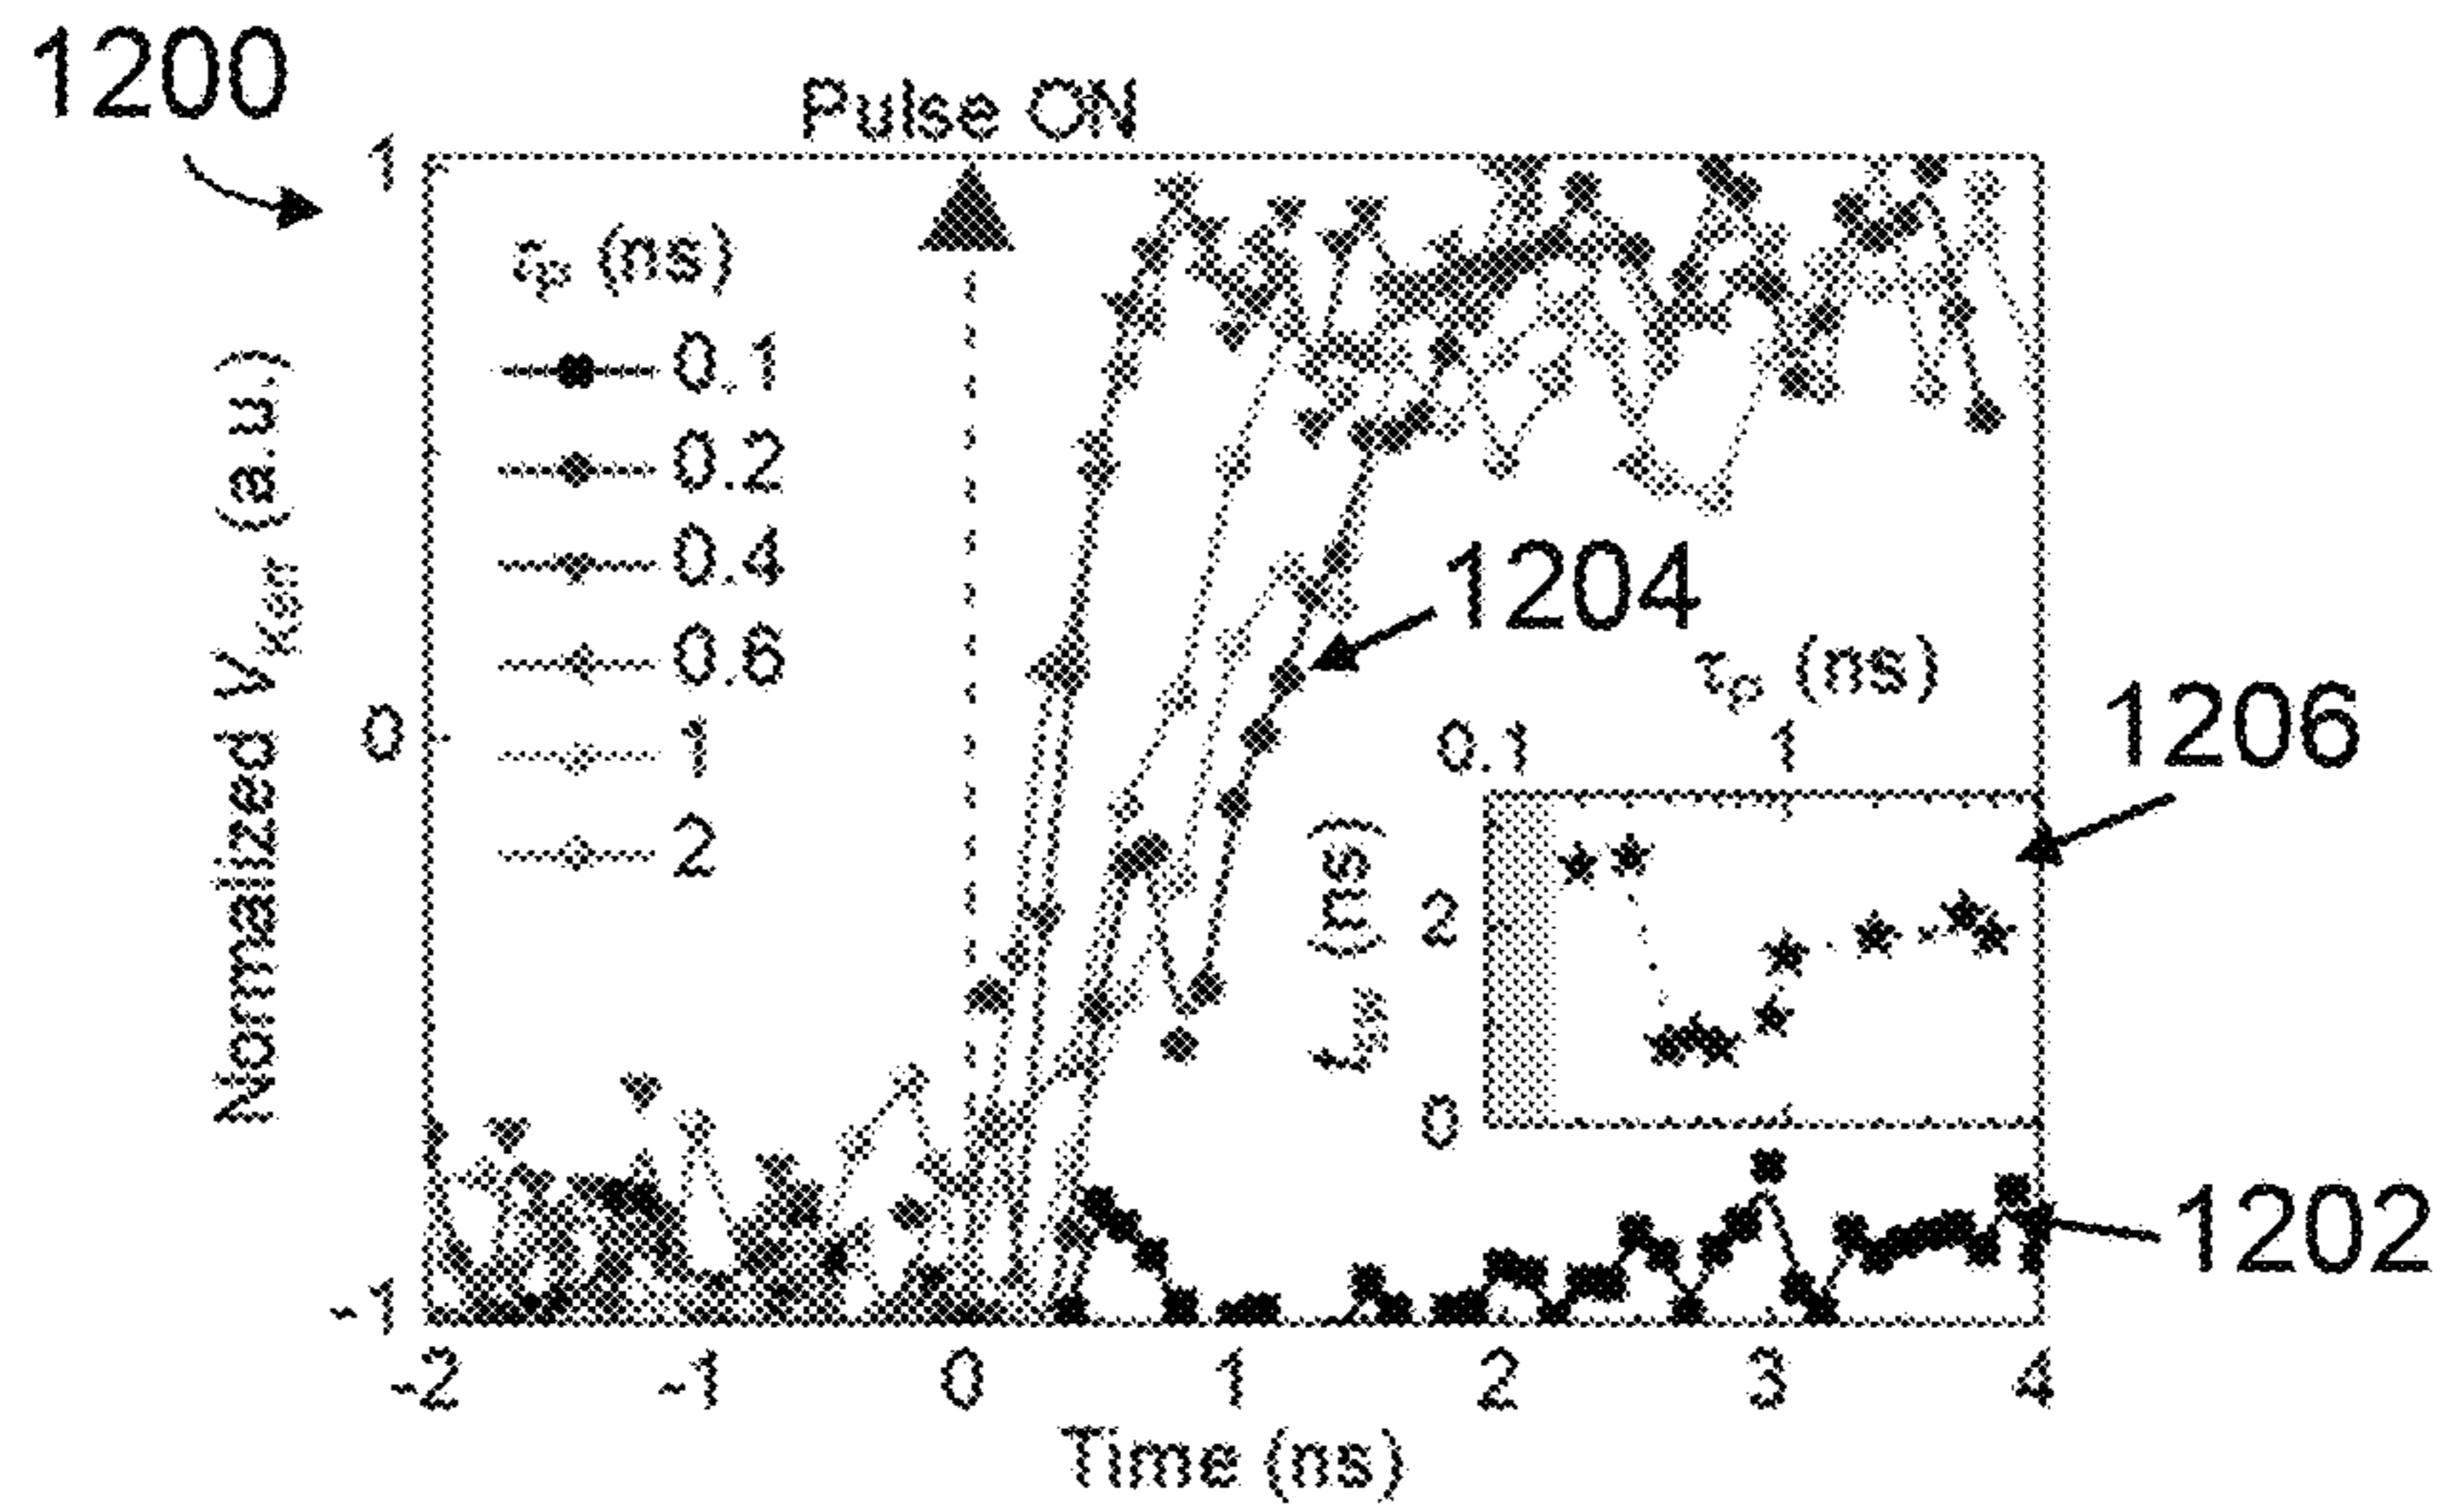 1200
Pulse ON
1
τp (ns)
0.1
0.2
0.4
0.6
1
2
Normalized VKerr (a.u.)
0
-1
1204
τp (ns)
0.1
1
1206
2
0
1202
-2 -1 0 1 2 3 4
Time (ns)